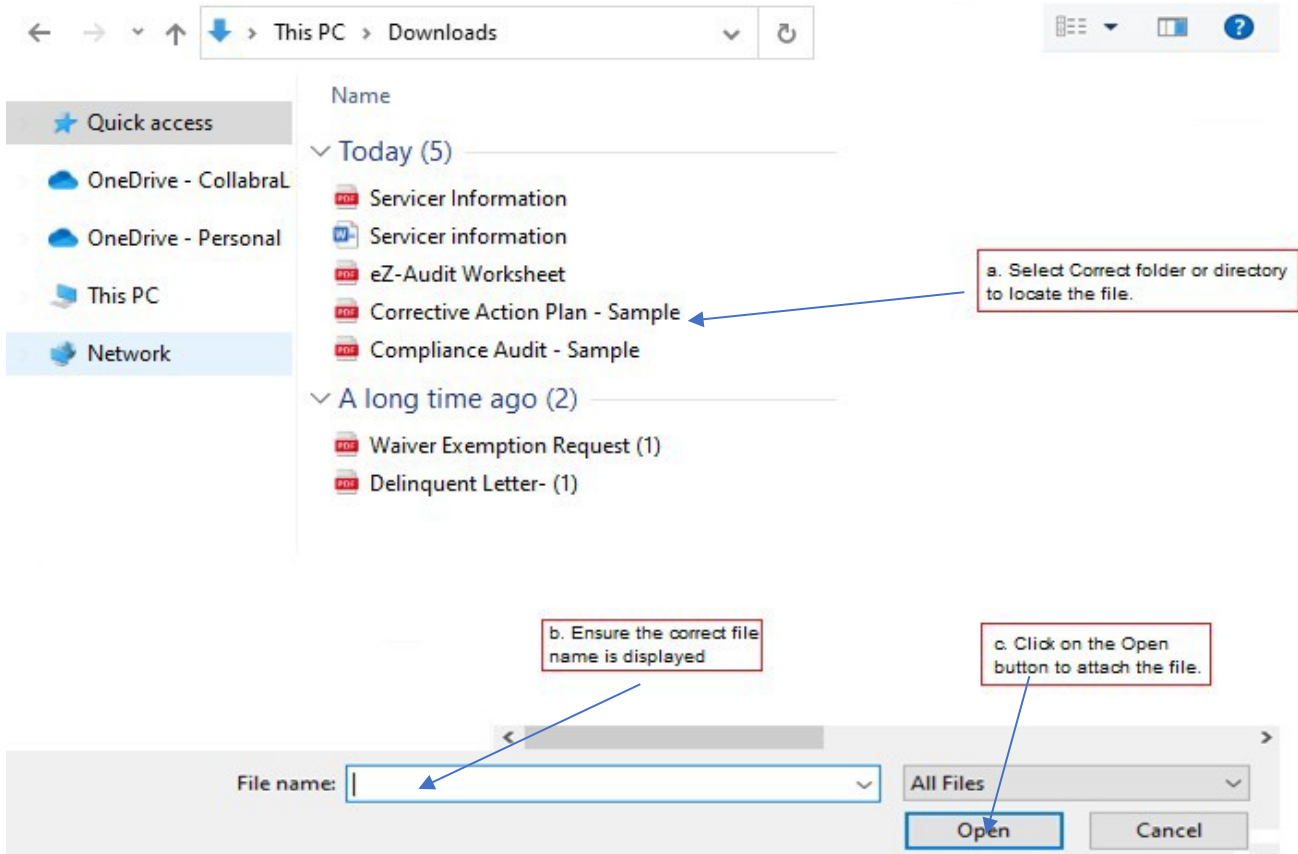 This PC > Downloads
Name
Quick access
OneDrive - CollabraL
OneDrive - Personal
This PC
Network
Today (5)
Servicer Information
Servicer information
eZ-Audit Worksheet
Corrective Action Plan - Sample
Compliance Audit - Sample
A long time ago (2)
Waiver Exemption Request (1)
Delinquent Letter- (1)
a. Select Correct folder or directory
to locate the file.
b. Ensure the correct file
name is displayed
c. Click on the Open
button to attach the file.
File name:
All Files
Open
Cancel